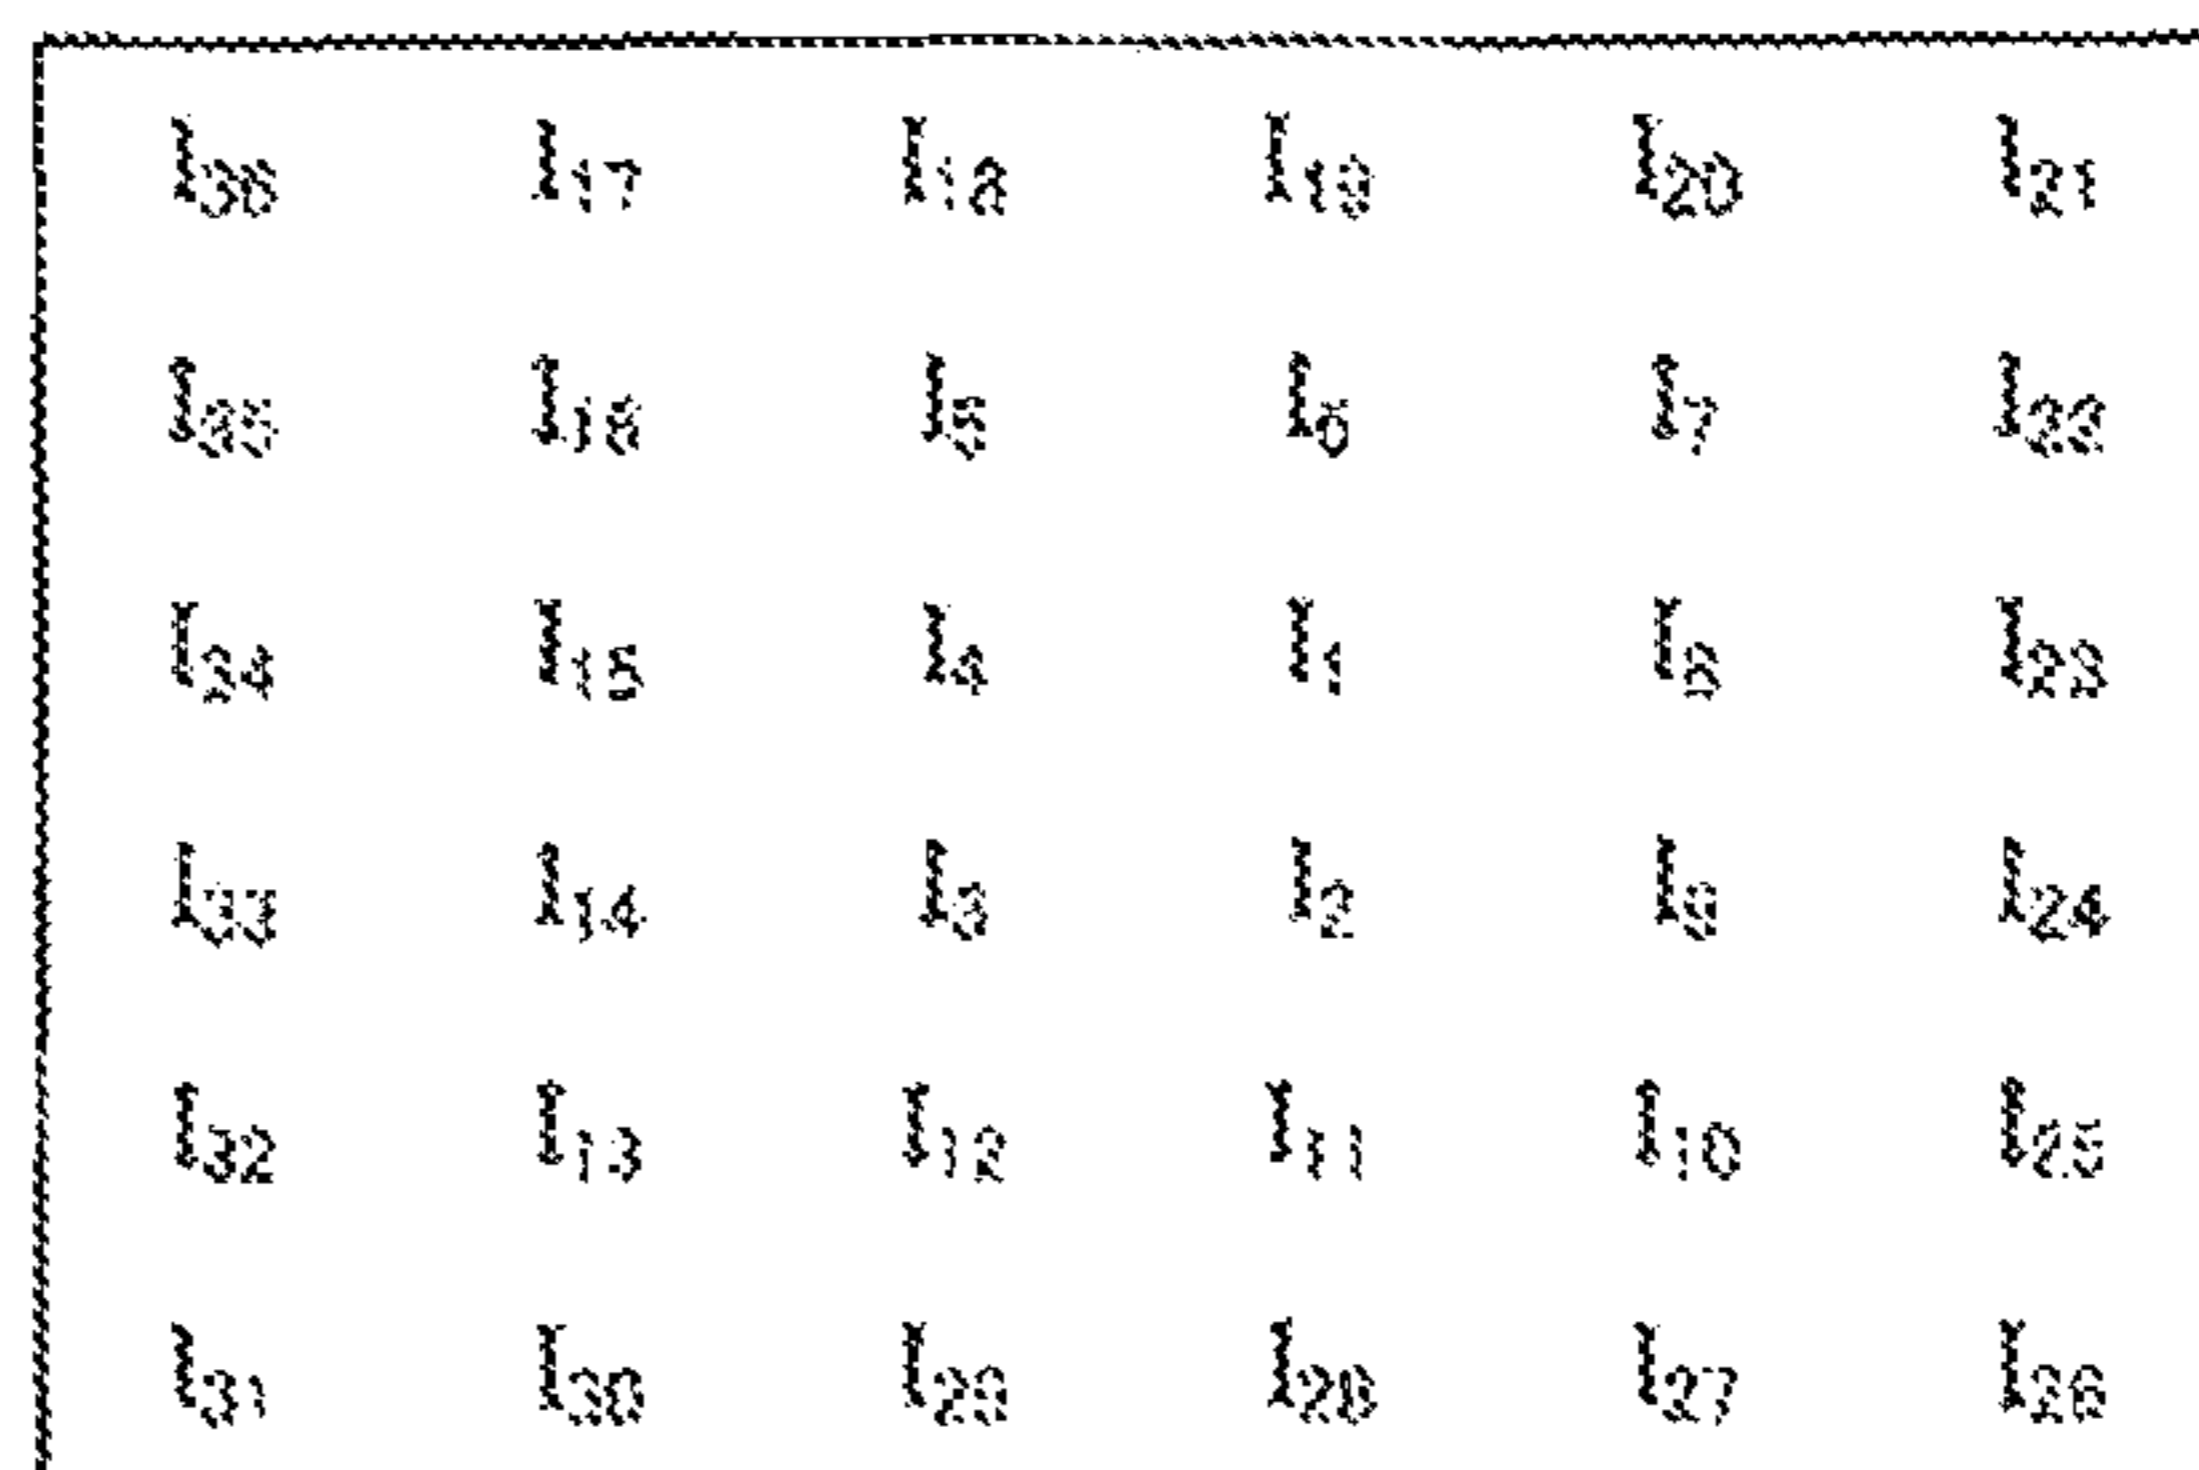 I₃₆ I₁₇ I₁₈ I₁₉ I₂₀ I₂₁
I₃₅ I₁₆ I₅ I₆ I₇ I₂₂
I₃₄ I₁₅ I₄ I₁ I₈ I₂₃
I₃₃ I₁₄ I₃ I₂ I₉ I₂₄
I₃₂ I₁₃ I₁₂ I₁₁ I₁₀ I₂₅
I₃₁ I₃₀ I₂₉ I₂₈ I₂₇ I₂₆